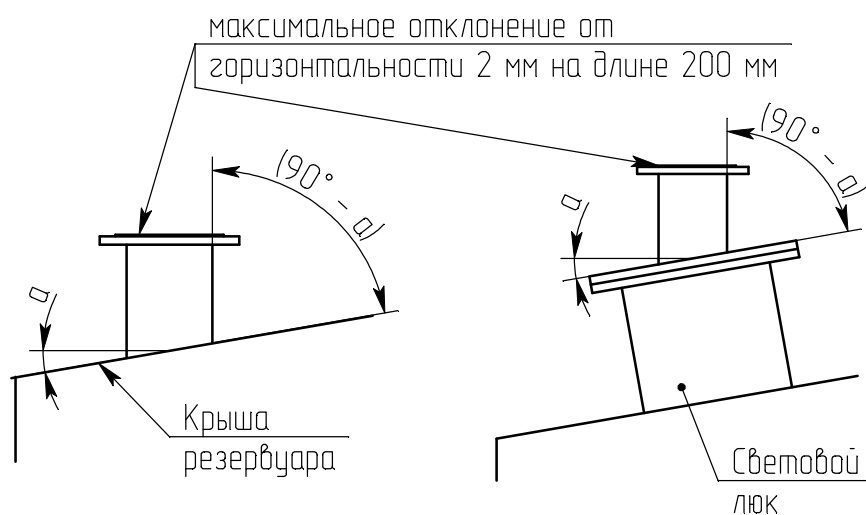 максимальное отклонение от
горизонтальности 2 мм на длине 200 мм
(90° - а)
(90° - а)
а
а
Крыша
резервуара
Световой
люк